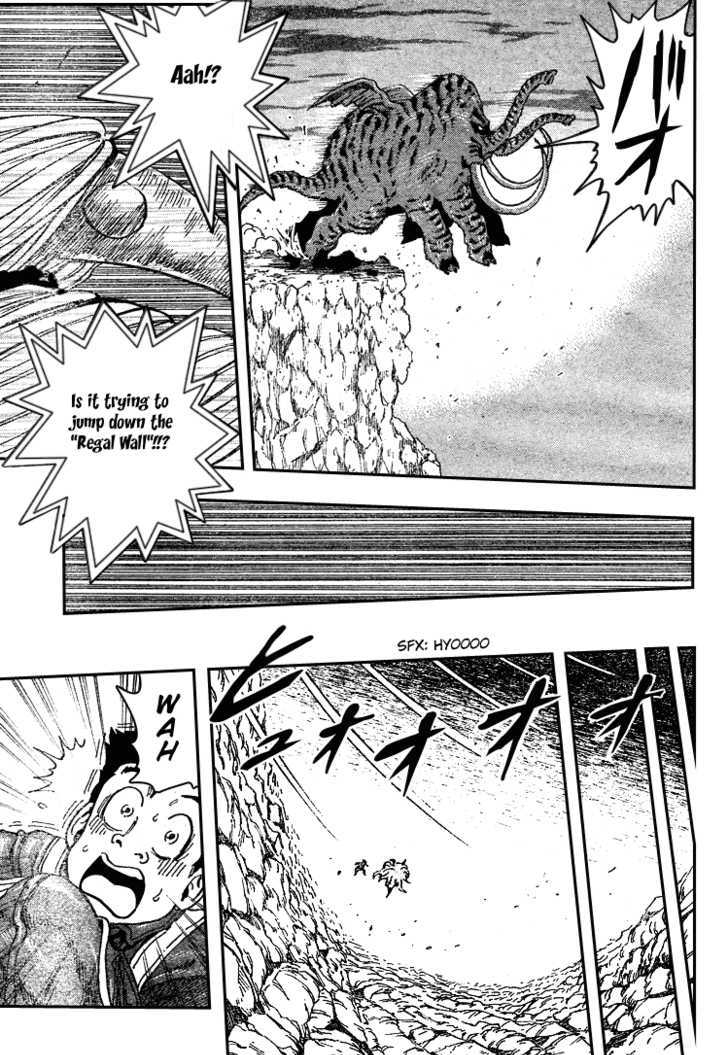 バオ
Aah!?
Is it trying to
jump down the
"Regal Wall"!!?
SFX: HYOOOO
ヒュオオオオ
WAH